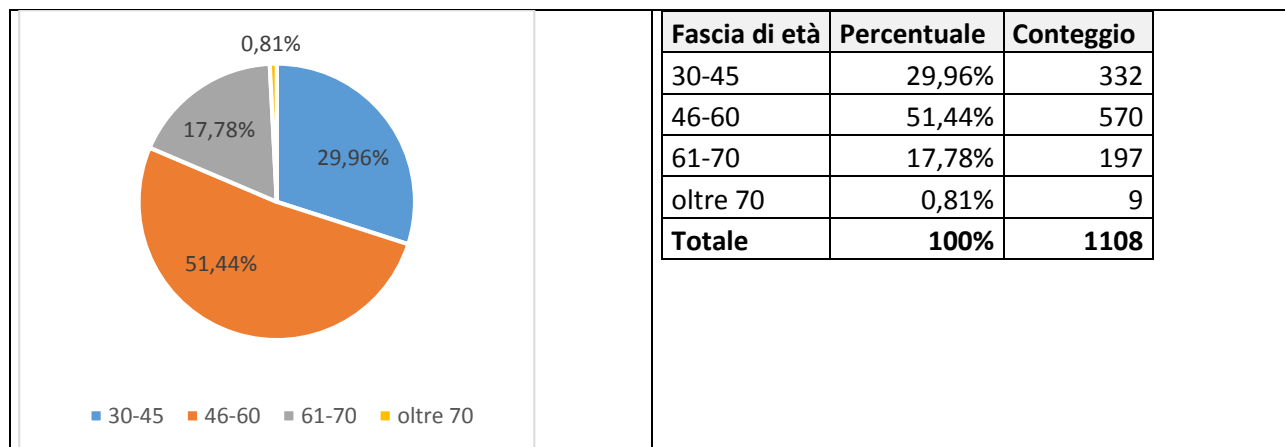 0,81%
17,78%
29,96%
51,44%
30-45 46-60 61-70 oltre 70
Fascia di età Percentuale Conteggio
30-45 29,96% 332
46-60 51,44% 570
61-70 17,78% 197
oltre 70 0,81% 9
Totale 100% 1108